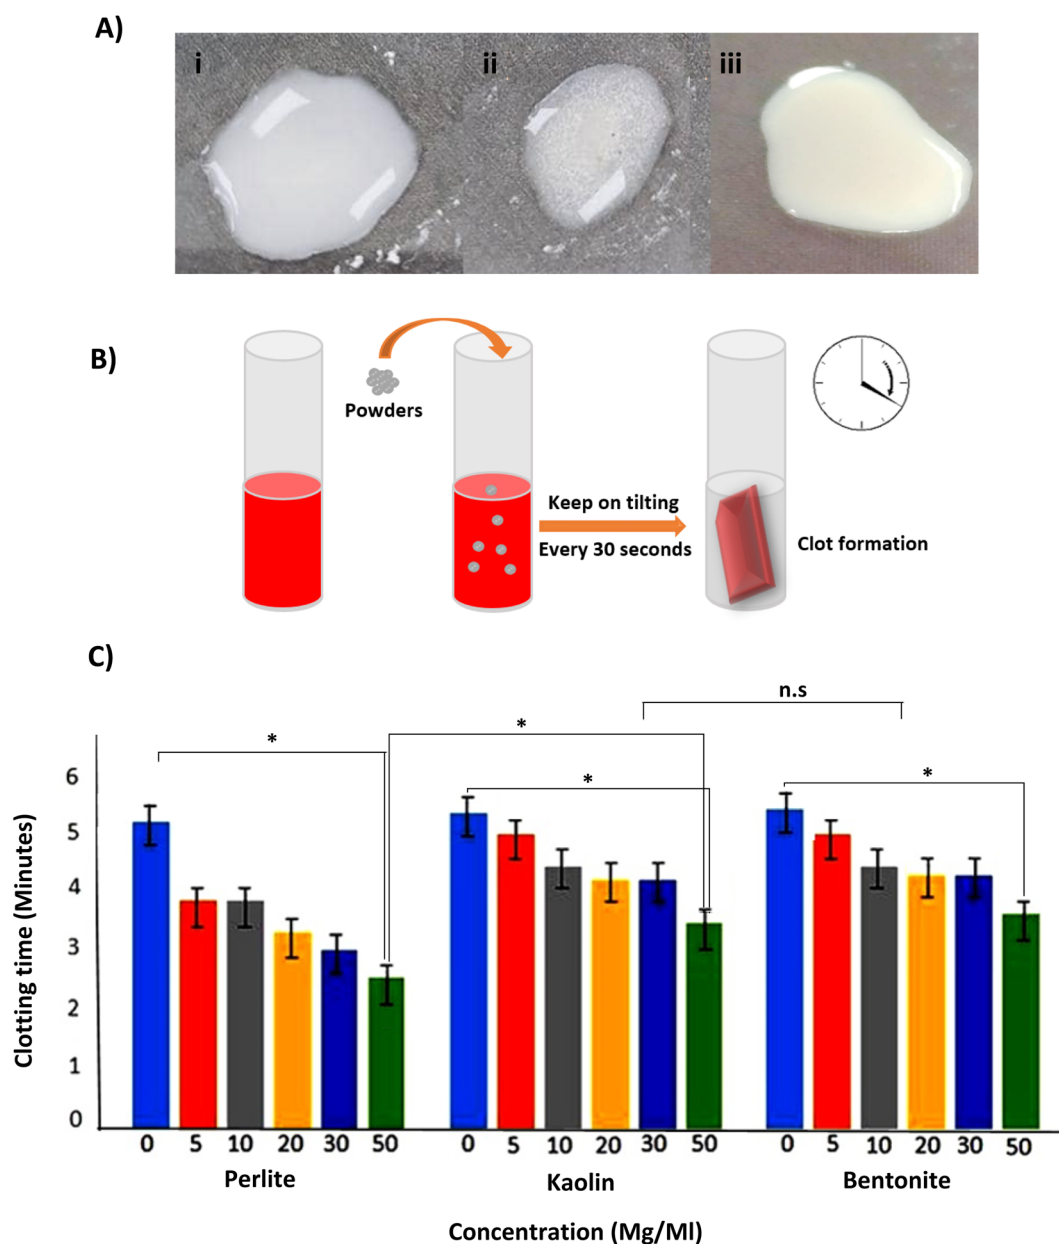 A)
i
ii
iii
B)
Powders
Keep on tilting
Every 30 seconds
Clot formation
C)
n.s
*
*
*
*
Clotting time (Minutes)
6
5
4
3
2
1
0
0 5 10 20 30 50
0 5 10 20 30 50
0 5 10 20 30 50
Perlite
Kaolin
Bentonite
Concentration (Mg/Ml)